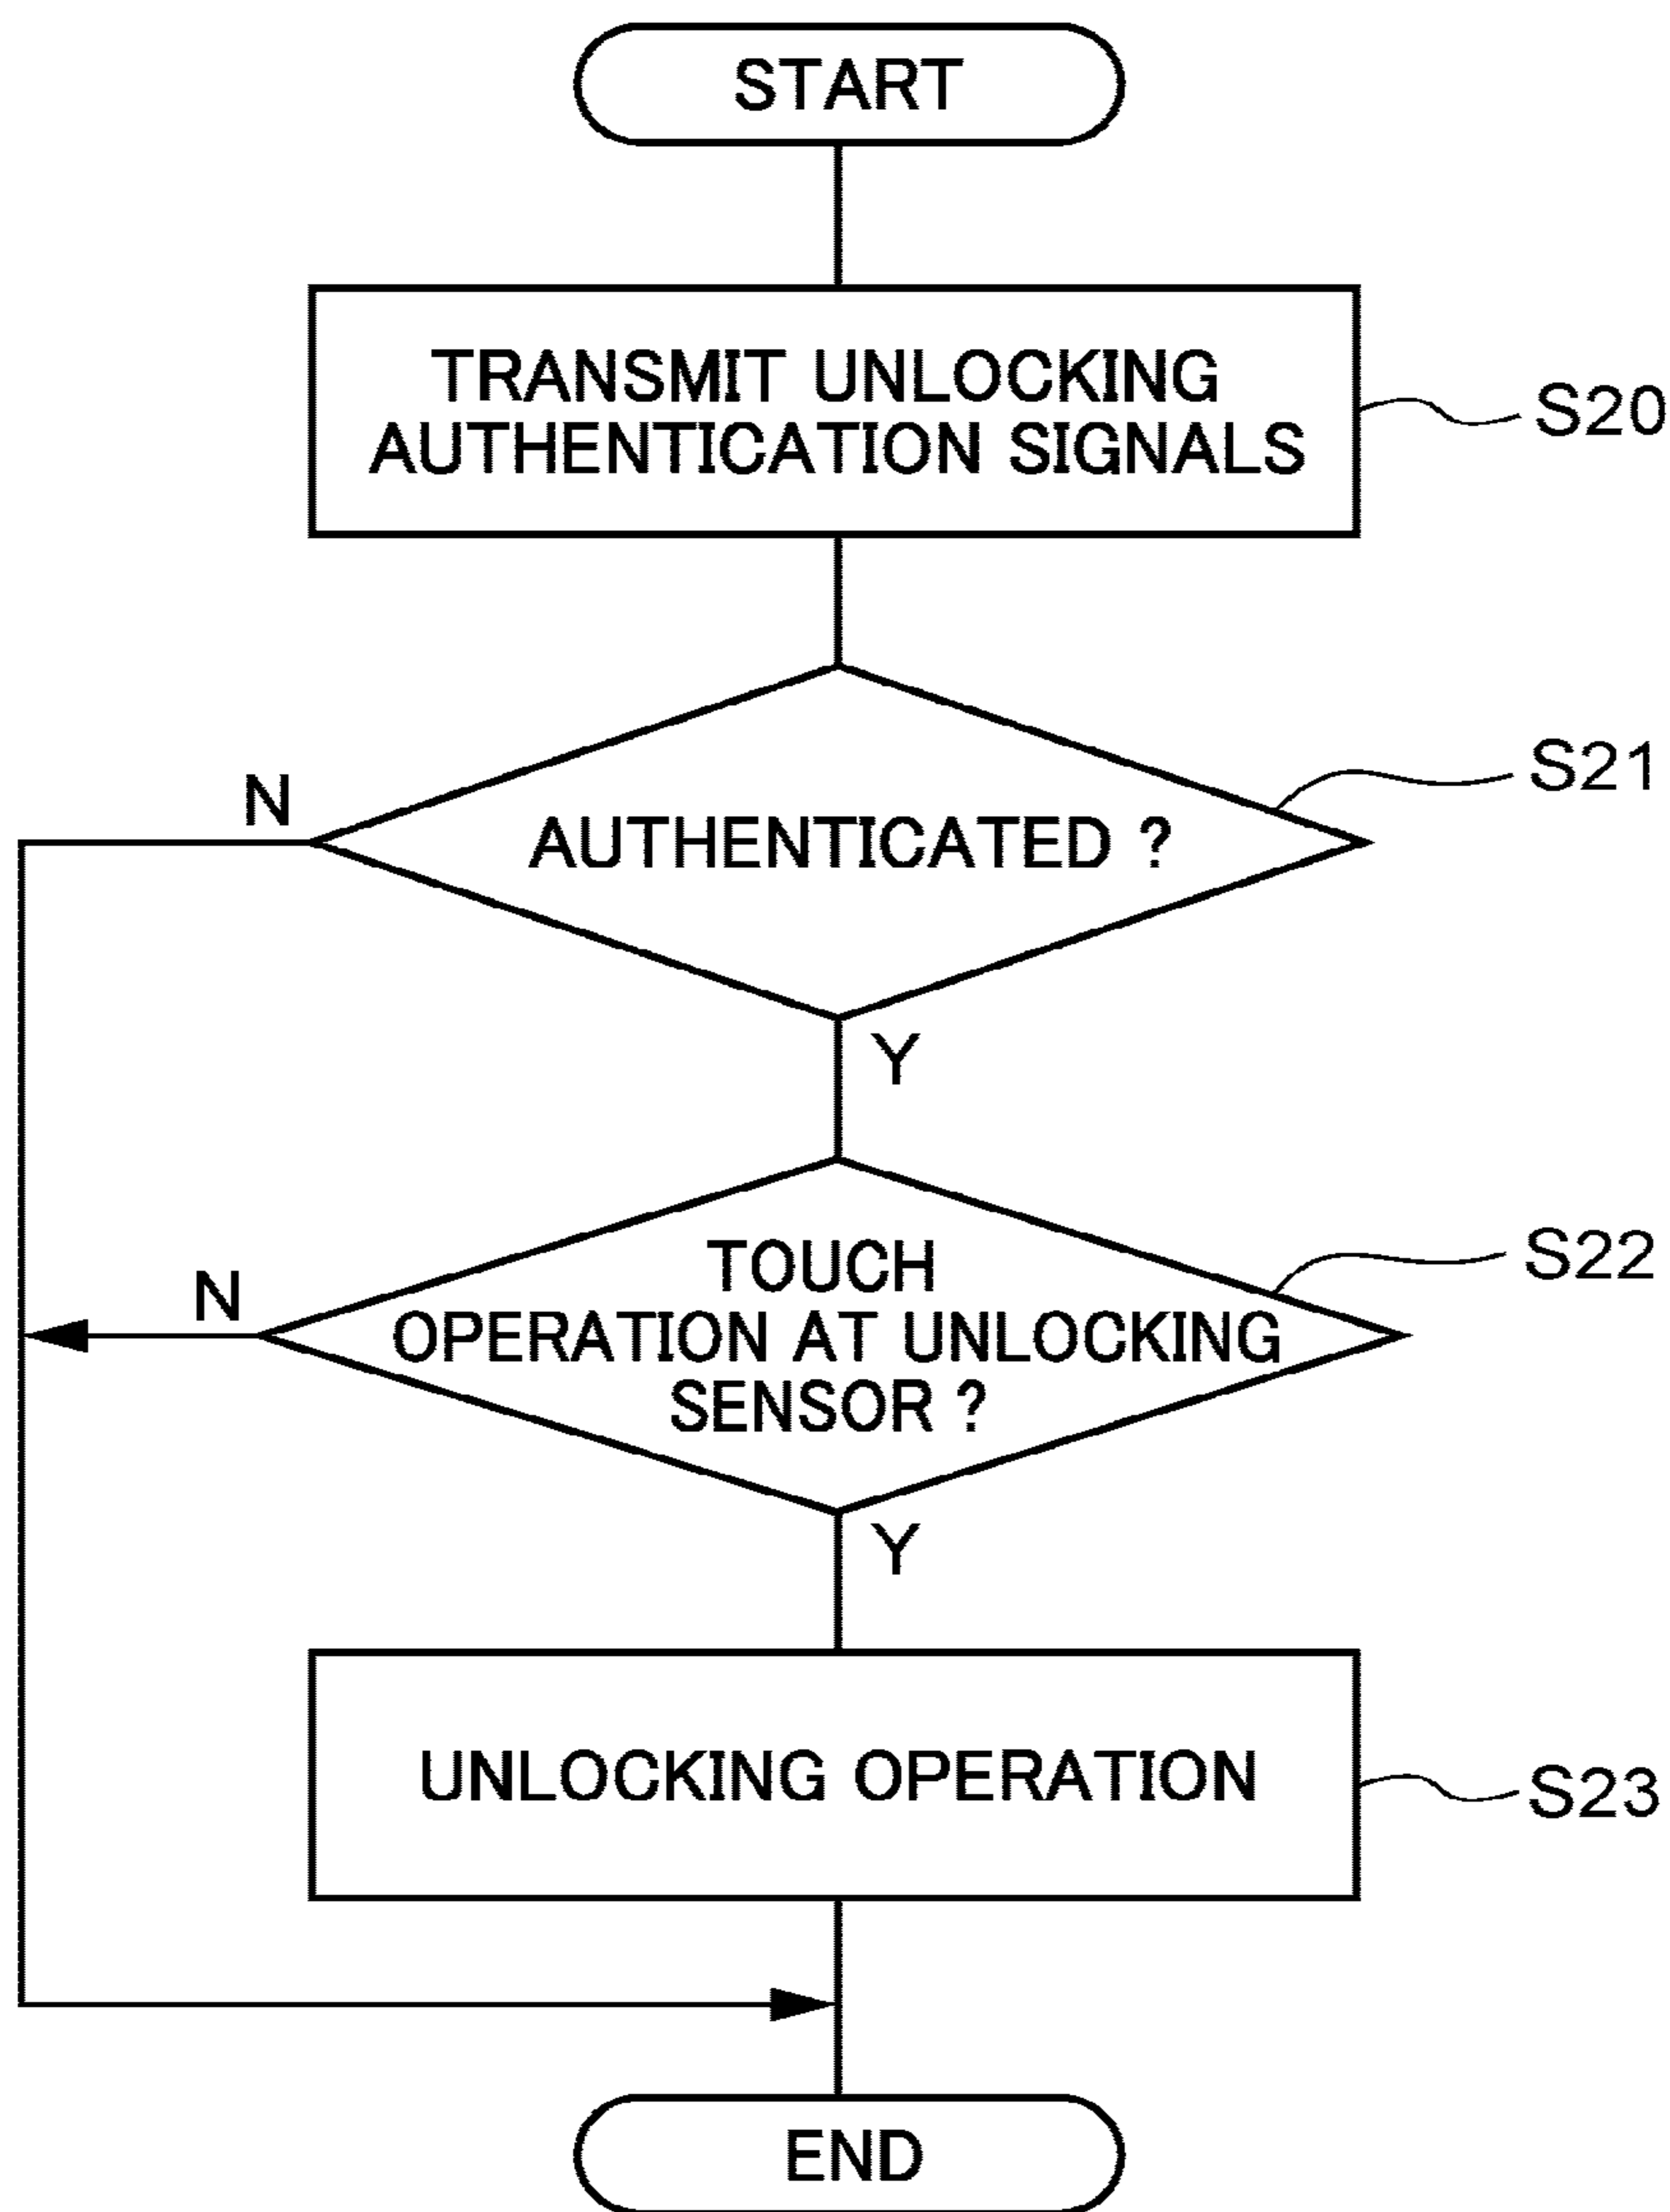 START
TRANSMIT UNLOCKING
AUTHENTICATION SIGNALS
S20
AUTHENTICATED ?
S21
N
Y
TOUCH
OPERATION AT UNLOCKING
SENSOR ?
S22
N
Y
UNLOCKING OPERATION
S23
END